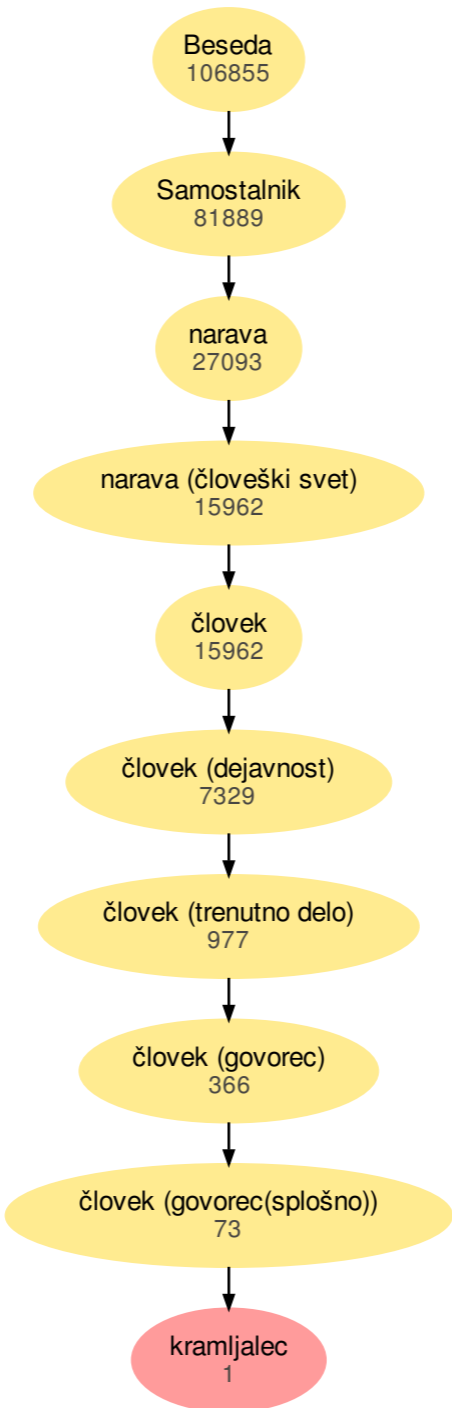 Beseda
106855
Samostalnik
81889
narava
27093
narava (človeški svet)
15962
človek
15962
človek (dejavnost)
7329
človek (trenutno delo)
977
človek (govorec)
366
človek (govorec(splošno))
73
kramljalec
1